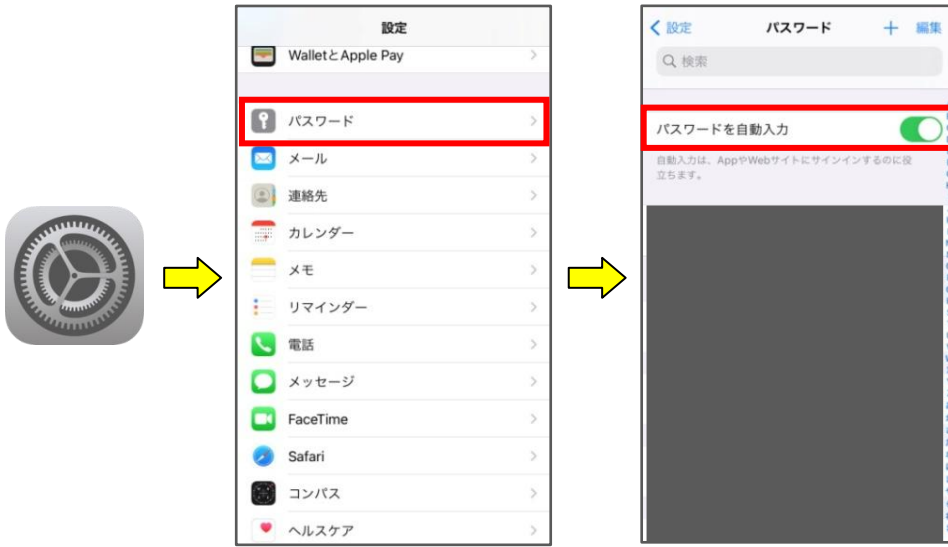 設定
WalletとApple Pay
パスワード
メール
連絡先
カレンダー
メモ
リマインダー
電話
メッセージ
FaceTime
Safari
コンパス
ヘルスケア
設定 パスワード 編集
検索
パスワードを自動入力
自動入力は、AppやWebサイトにサインインするのに役
立ちます。